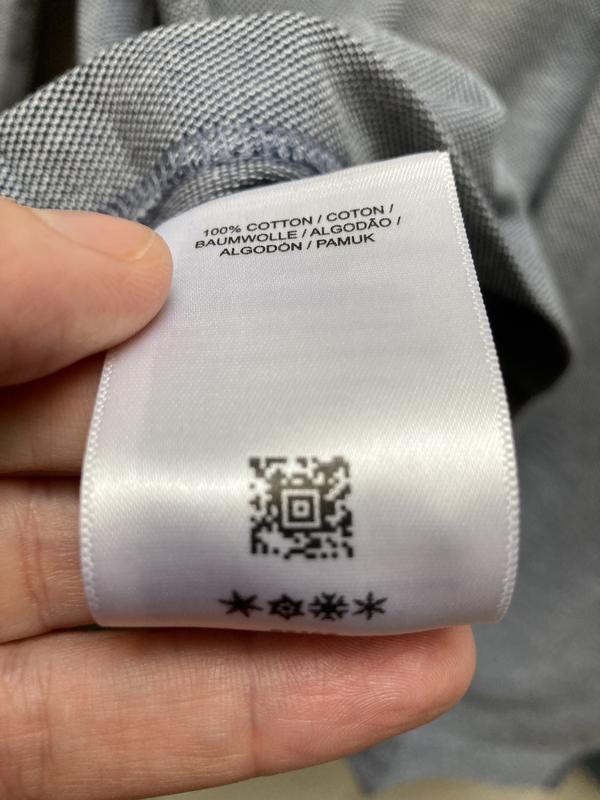 100% COTTON / COTON /
BAUMWOLLE / ALGODÃO /
ALGODÓN / PAMUK